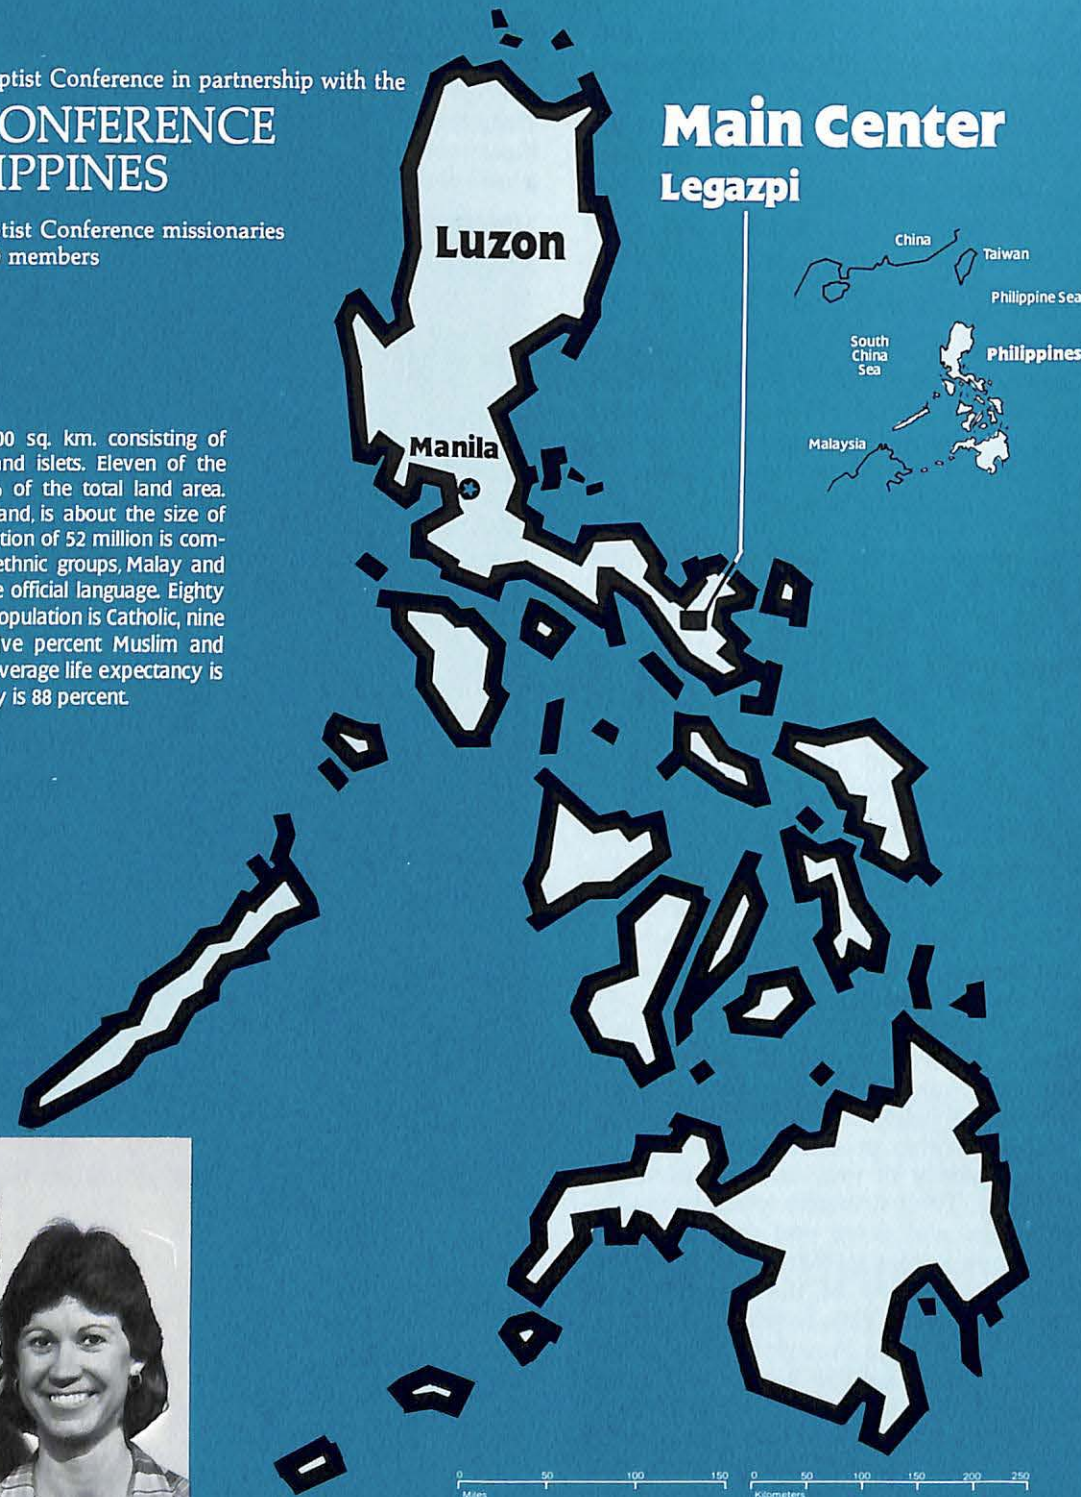 ptist Conference in partnership with the
ONFERENCE
IPPINES
tist Conference missionaries
members
00 sq. km. consisting of
and islets. Eleven of the
of the total land area.
and, is about the size of
tion of 52 million is com-
ethnic groups, Malay and
e official language. Eighty
opulation is Catholic, nine
ve percent Muslim and
verage life expectancy is
y is 88 percent.
Main Center
Legazpi
Luzon
Manila
China
Taiwan
Philippine Sea
South
China
Sea
Philippines
Malaysia
0 50 100 150
Miles
0 50 100 150 200 250
Kilometers